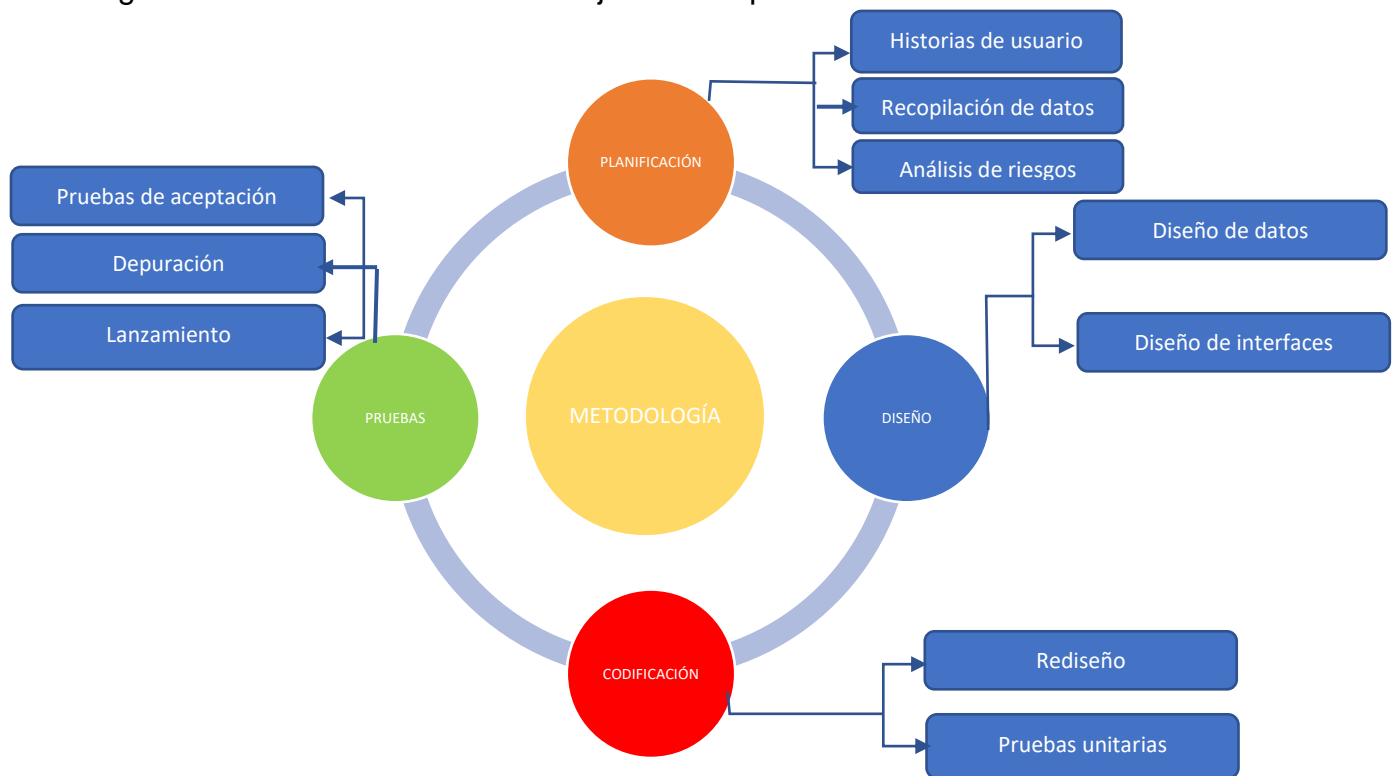 Historias de usuario
Recopilación de datos
Análisis de riesgos
PLANIFICACIÓN
Pruebas de aceptación
Depuración
Lanzamiento
Diseño de datos
Diseño de interfaces
METODOLOGÍA
PRUEBAS
DISEÑO
CODIFICACIÓN
Rediseño
Pruebas unitarias